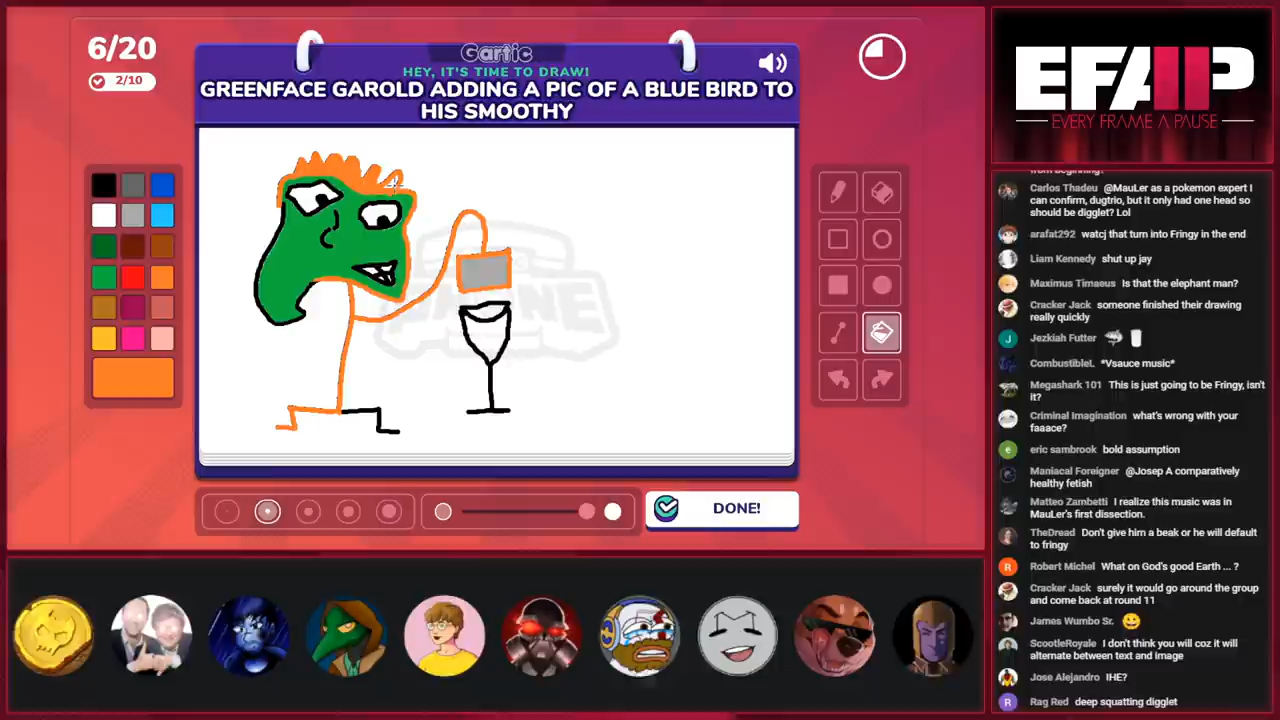 6/20
2/10
Gartic
HEY, IT'S TIME TO DRAW!
GREENFACE GAROLD ADDING A PIC OF A BLUE BIRD TO
HIS SMOOTHY
DONE!
EFAP
EVERY FRAME A PAUSE
from beginning?
Carlos Thadeu @MauLer as a pokemon expert I
can confirm, dugtrio, but it only had one head so
should be digglet? Lol
arafat292 watcj that turn into Fringy in the end
Liam Kennedy shut up jay
Maximus Timaeus Is that the elephant man?
Cracker Jack someone finished their drawing
really quickly
Jezkiah Futter
CombustibleL *Vsauce music*
Megashark 101 This is just going to be Fringy, isn't
it?
Criminal Imagination what's wrong with your
faaace?
eric sambrook bold assumption
Maniacal Foreigner @Josep A comparatively
healthy fetish
Matteo Zambetti I realize this music was in
MauLer's first dissection.
TheDread Don't give him a beak or he will default
to fringy
Robert Michel What on God's good Earth ... ?
Cracker Jack surely it would go around the group
and come back at round 11
James Wumbo Sr.
ScootleRoyale I don't think you will coz it will
alternate between text and image
Jose Alejandro IHE?
Rag Red deep squatting digglet